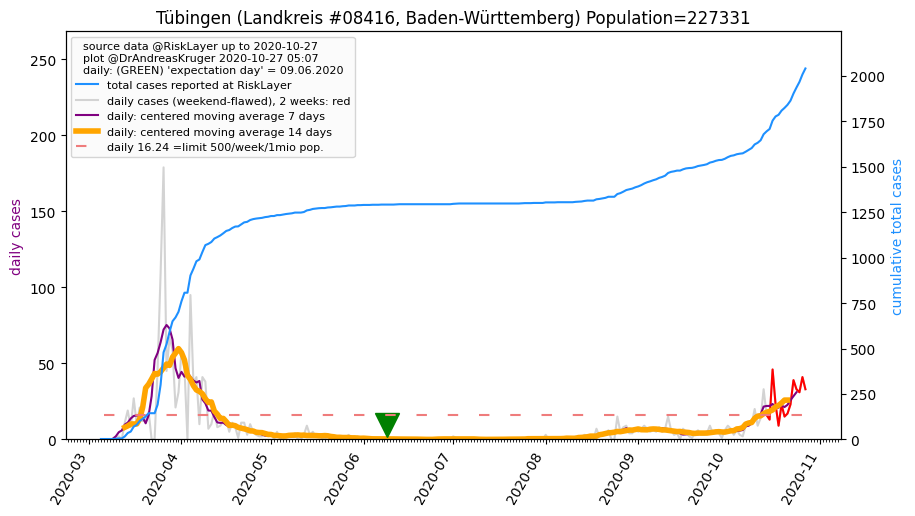 Tübingen (Landkreis #08416, Baden-Württemberg) Population=227331
source data @RiskLayer up to 2020-10-27
plot @DrAndreasKruger 2020-10-27 05:07
daily: (GREEN) 'expectation day' = 09.06.2020
total cases reported at RiskLayer
daily cases (weekend-flawed), 2 weeks: red
daily: centered moving average 7 days
daily: centered moving average 14 days
daily 16.24 =limit 500/week/1mio pop.
daily cases
250
200
150
100
50
0
cumulative total cases
2000
1750
1500
1250
1000
750
500
250
0
2020-03
2020-04
2020-05
2020-06
2020-07
2020-08
2020-09
2020-10
2020-11